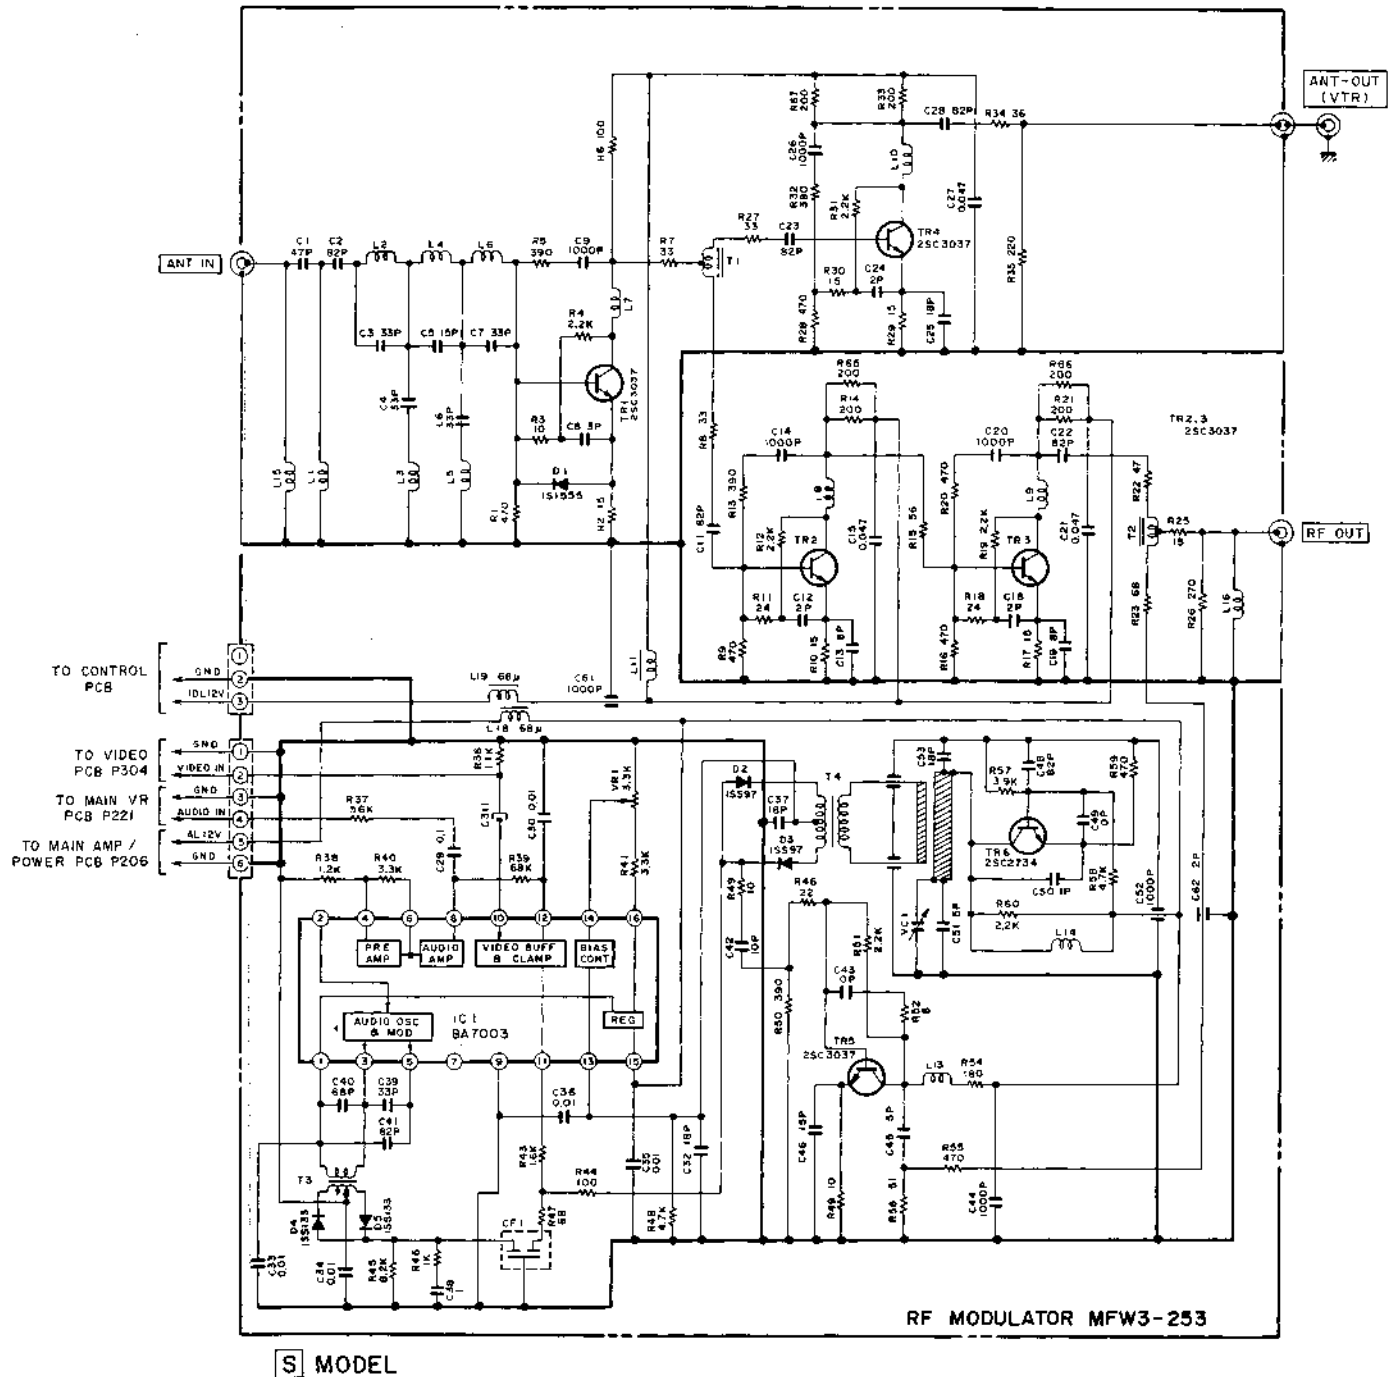 ANT-OUT
(VTR)
R67
200
R33
200
C28 82P
R34 36
R6 100
C26
1000P
L10
R32
390
R31
2.2K
C27
0.047
R27
33
C23
82P
TR4
2SC3037
ANT IN
C1
47P
C2
82P
L2
L4
L6
R5
390
C9
1000P
R7
33
T1
R30
15
C24
2P
R35 220
L7
R28 470
R29 15
C25 18P
R4
2.2K
C3 33P
C5 15P
C7 33P
TR1
2SC3037
C4
33P
C6
33P
R3
10
C8 3P
D1
1S1555
L15
L1
L3
L5
R1
470
R2 15
R65
200
R14
200
R66
200
R21
200
TR2,3
2SC3037
R8 33
C14
1000P
C20
1000P
C22
82P
R22 47
R13 390
L8
R20 470
L9
C11 82P
R12
2.2K
TR2
C15
0.047
R15 56
R19 2.2K
TR3
C21
0.047
T2
R25
RF OUT
R11
24
C12
2P
R18
24
C18
2P
R23 68
R26 270
L16
R9
470
R10 15
C13 8P
R16 470
R17 15
C19 8P
TO CONTROL
PCB
1
GND 2
IDL12V 3
L19 68μ
L18 68μ
C61
1000P
L11
TO VIDEO
PCB P304
GND 1
VIDEO IN 2
TO MAIN VR
PCB P221
GND 3
AUDIO IN 4
TO MAIN AMP /
POWER PCB P206
AL12V 5
GND 6
R37
56K
R36
1K
C31 1
C30 0.01
VR1
3.3K
D2
1SS97
T4
C37
18P
D3
1SS97
C53
18P
R57
3.9K
C48
82P
R59
470
TR6
2SC2734
R38
1.2K
R40
3.3K
C29 0.1
R39
68K
R41
3.3K
R49
10
R46
22
C42
10P
R51
2.2K
VC1
C51 5P
C50 1P
R60
2.2K
L14
R58
4.7K
C52
1000P
C62 2P
2 4 6 8 10 12 14 16
PRE
AMP
AUDIO
AMP
VIDEO BUFF
& CLAMP
BIAS
CONT
AUDIO OSC
& MOD
IC1
BA7003
REG
1 3 5 7 9 11 13 15
R50 390
C43
R52
TR5
2SC3037
L13
R54
180
C40
68P
C39
33P
C41
82P
C36
0.01
R43
1.6K
C35
0.01
C32 18P
C46 15P
C45 5P
R55
470
T3
R44
100
R49 10
R56 51
C44
1000P
D4
1SS133
D5
1SS133
CF1
R47
68
R48
4.7K
C33
0.01
C34
0.01
R45
8.2K
R46
1K
C38
RF MODULATOR MFW3-253
S MODEL